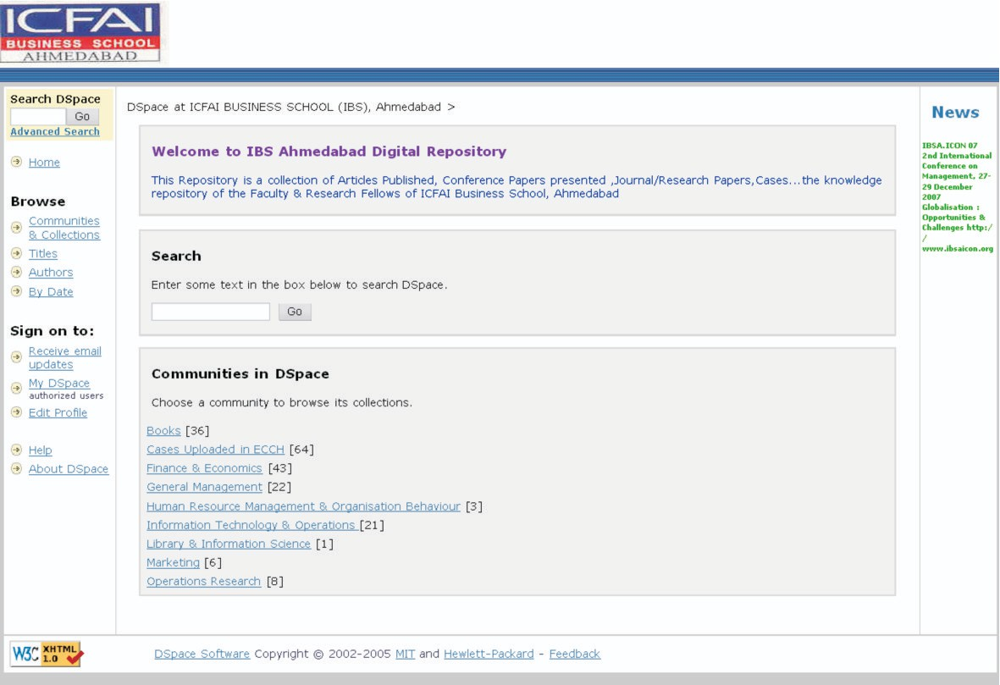 ICFAI
BUSINESS SCHOOL
AHMEDABAD
Search DSpace
Go
Advanced Search
Home
Browse
Communities
& Collections
Titles
Authors
By Date
Sign on to:
Receive email
updates
My DSpace
authorized users
Edit Profile
Help
About DSpace
DSpace at ICFAI BUSINESS SCHOOL (IBS), Ahmedabad >
Welcome to IBS Ahmedabad Digital Repository
This Repository is a collection of Articles Published, Conference Papers presented ,Journal/Research Papers,Cases...the knowledge
repository of the Faculty & Research Fellows of ICFAI Business School, Ahmedabad
Search
Enter some text in the box below to search DSpace.
Go
Communities in DSpace
Choose a community to browse its collections.
Books [36]
Cases Uploaded in ECCH [64]
Finance & Economics [43]
General Management [22]
Human Resource Management & Organisation Behaviour [3]
Information Technology & Operations [21]
Library & Information Science [1]
Marketing [6]
Operations Research [8]
News
IBSA.ICON 07
2nd International
Conference on
Management, 27-
29 December
2007
Globalisation :
Opportunities &
Challenges http:/
/
www.ibsaicon.org
W3C XHTML
1.0
DSpace Software Copyright © 2002-2005 MIT and Hewlett-Packard - Feedback